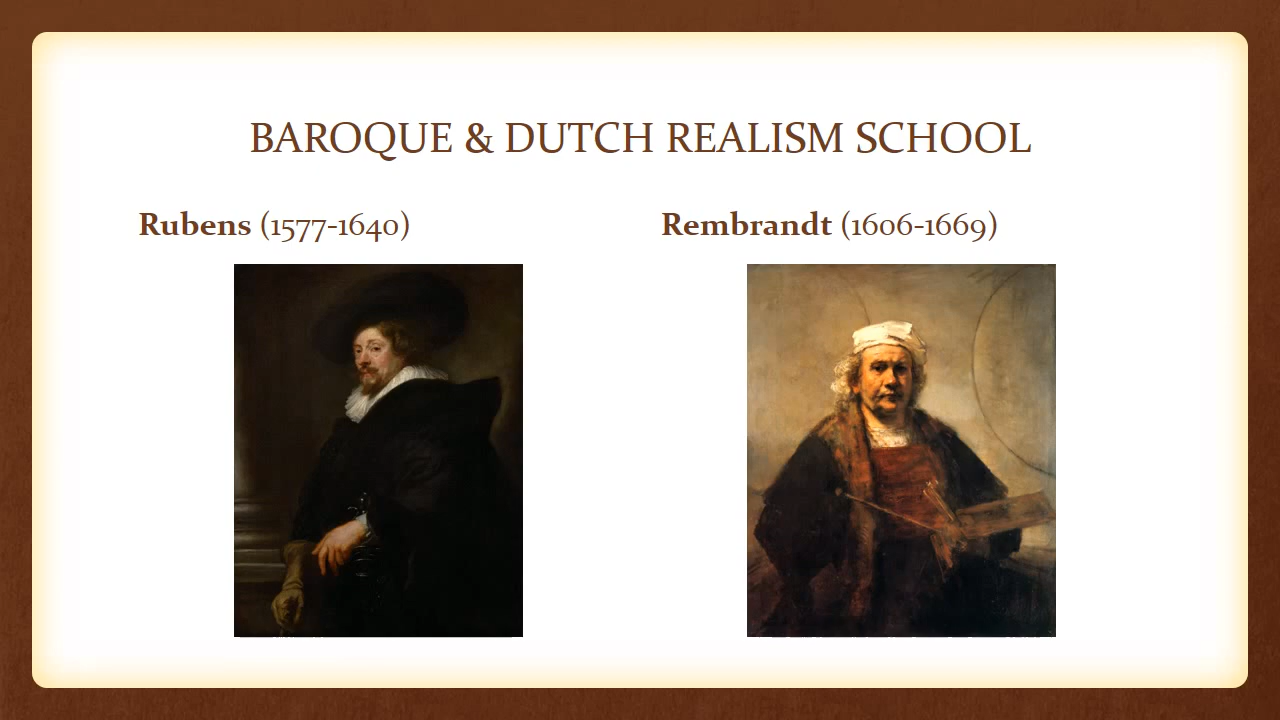 BAROQUE & DUTCH REALISM SCHOOL
Rubens (1577-1640)
Rembrandt (1606-1669)